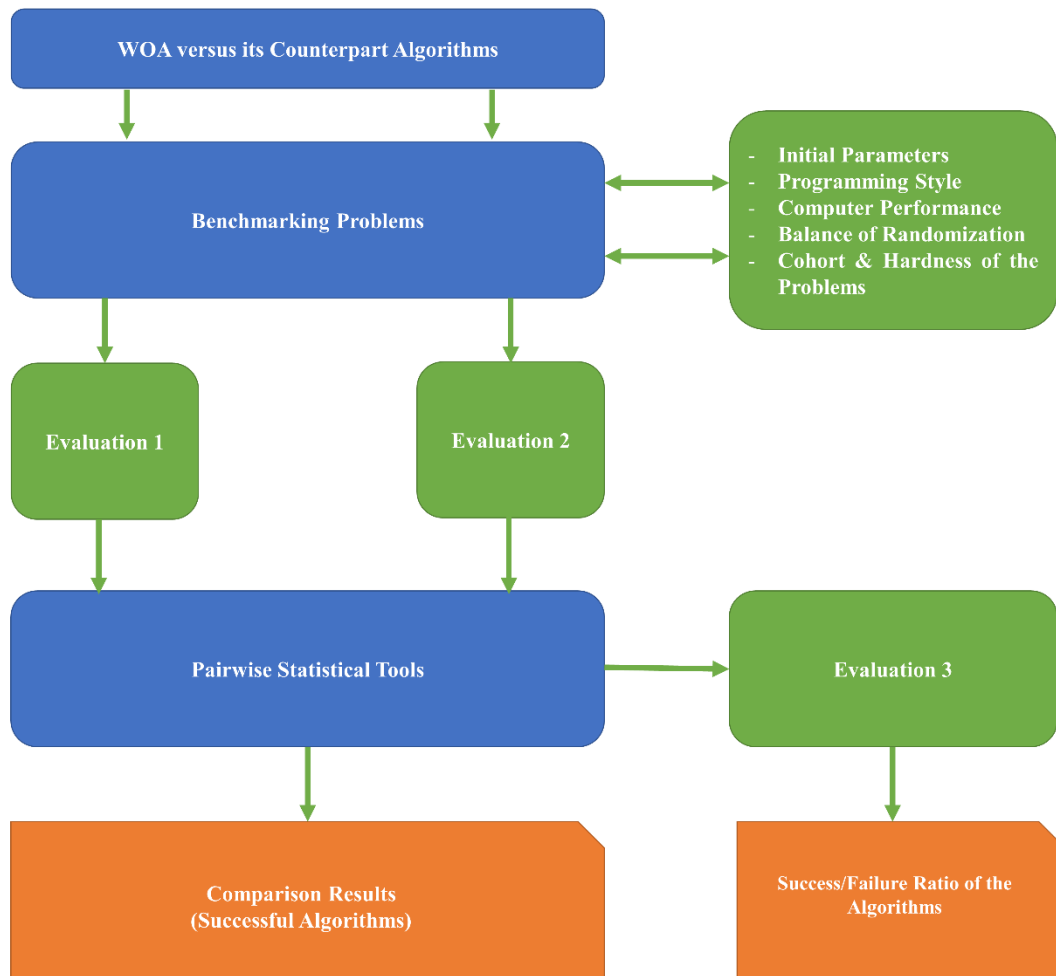 WOA versus its Counterpart Algorithms
Benchmarking Problems
- Initial Parameters
- Programming Style
- Computer Performance
- Balance of Randomization
- Cohort & Hardness of the
Problems
Evaluation 1
Evaluation 2
Pairwise Statistical Tools
Evaluation 3
Comparison Results
(Successful Algorithms)
Success/Failure Ratio of the
Algorithms